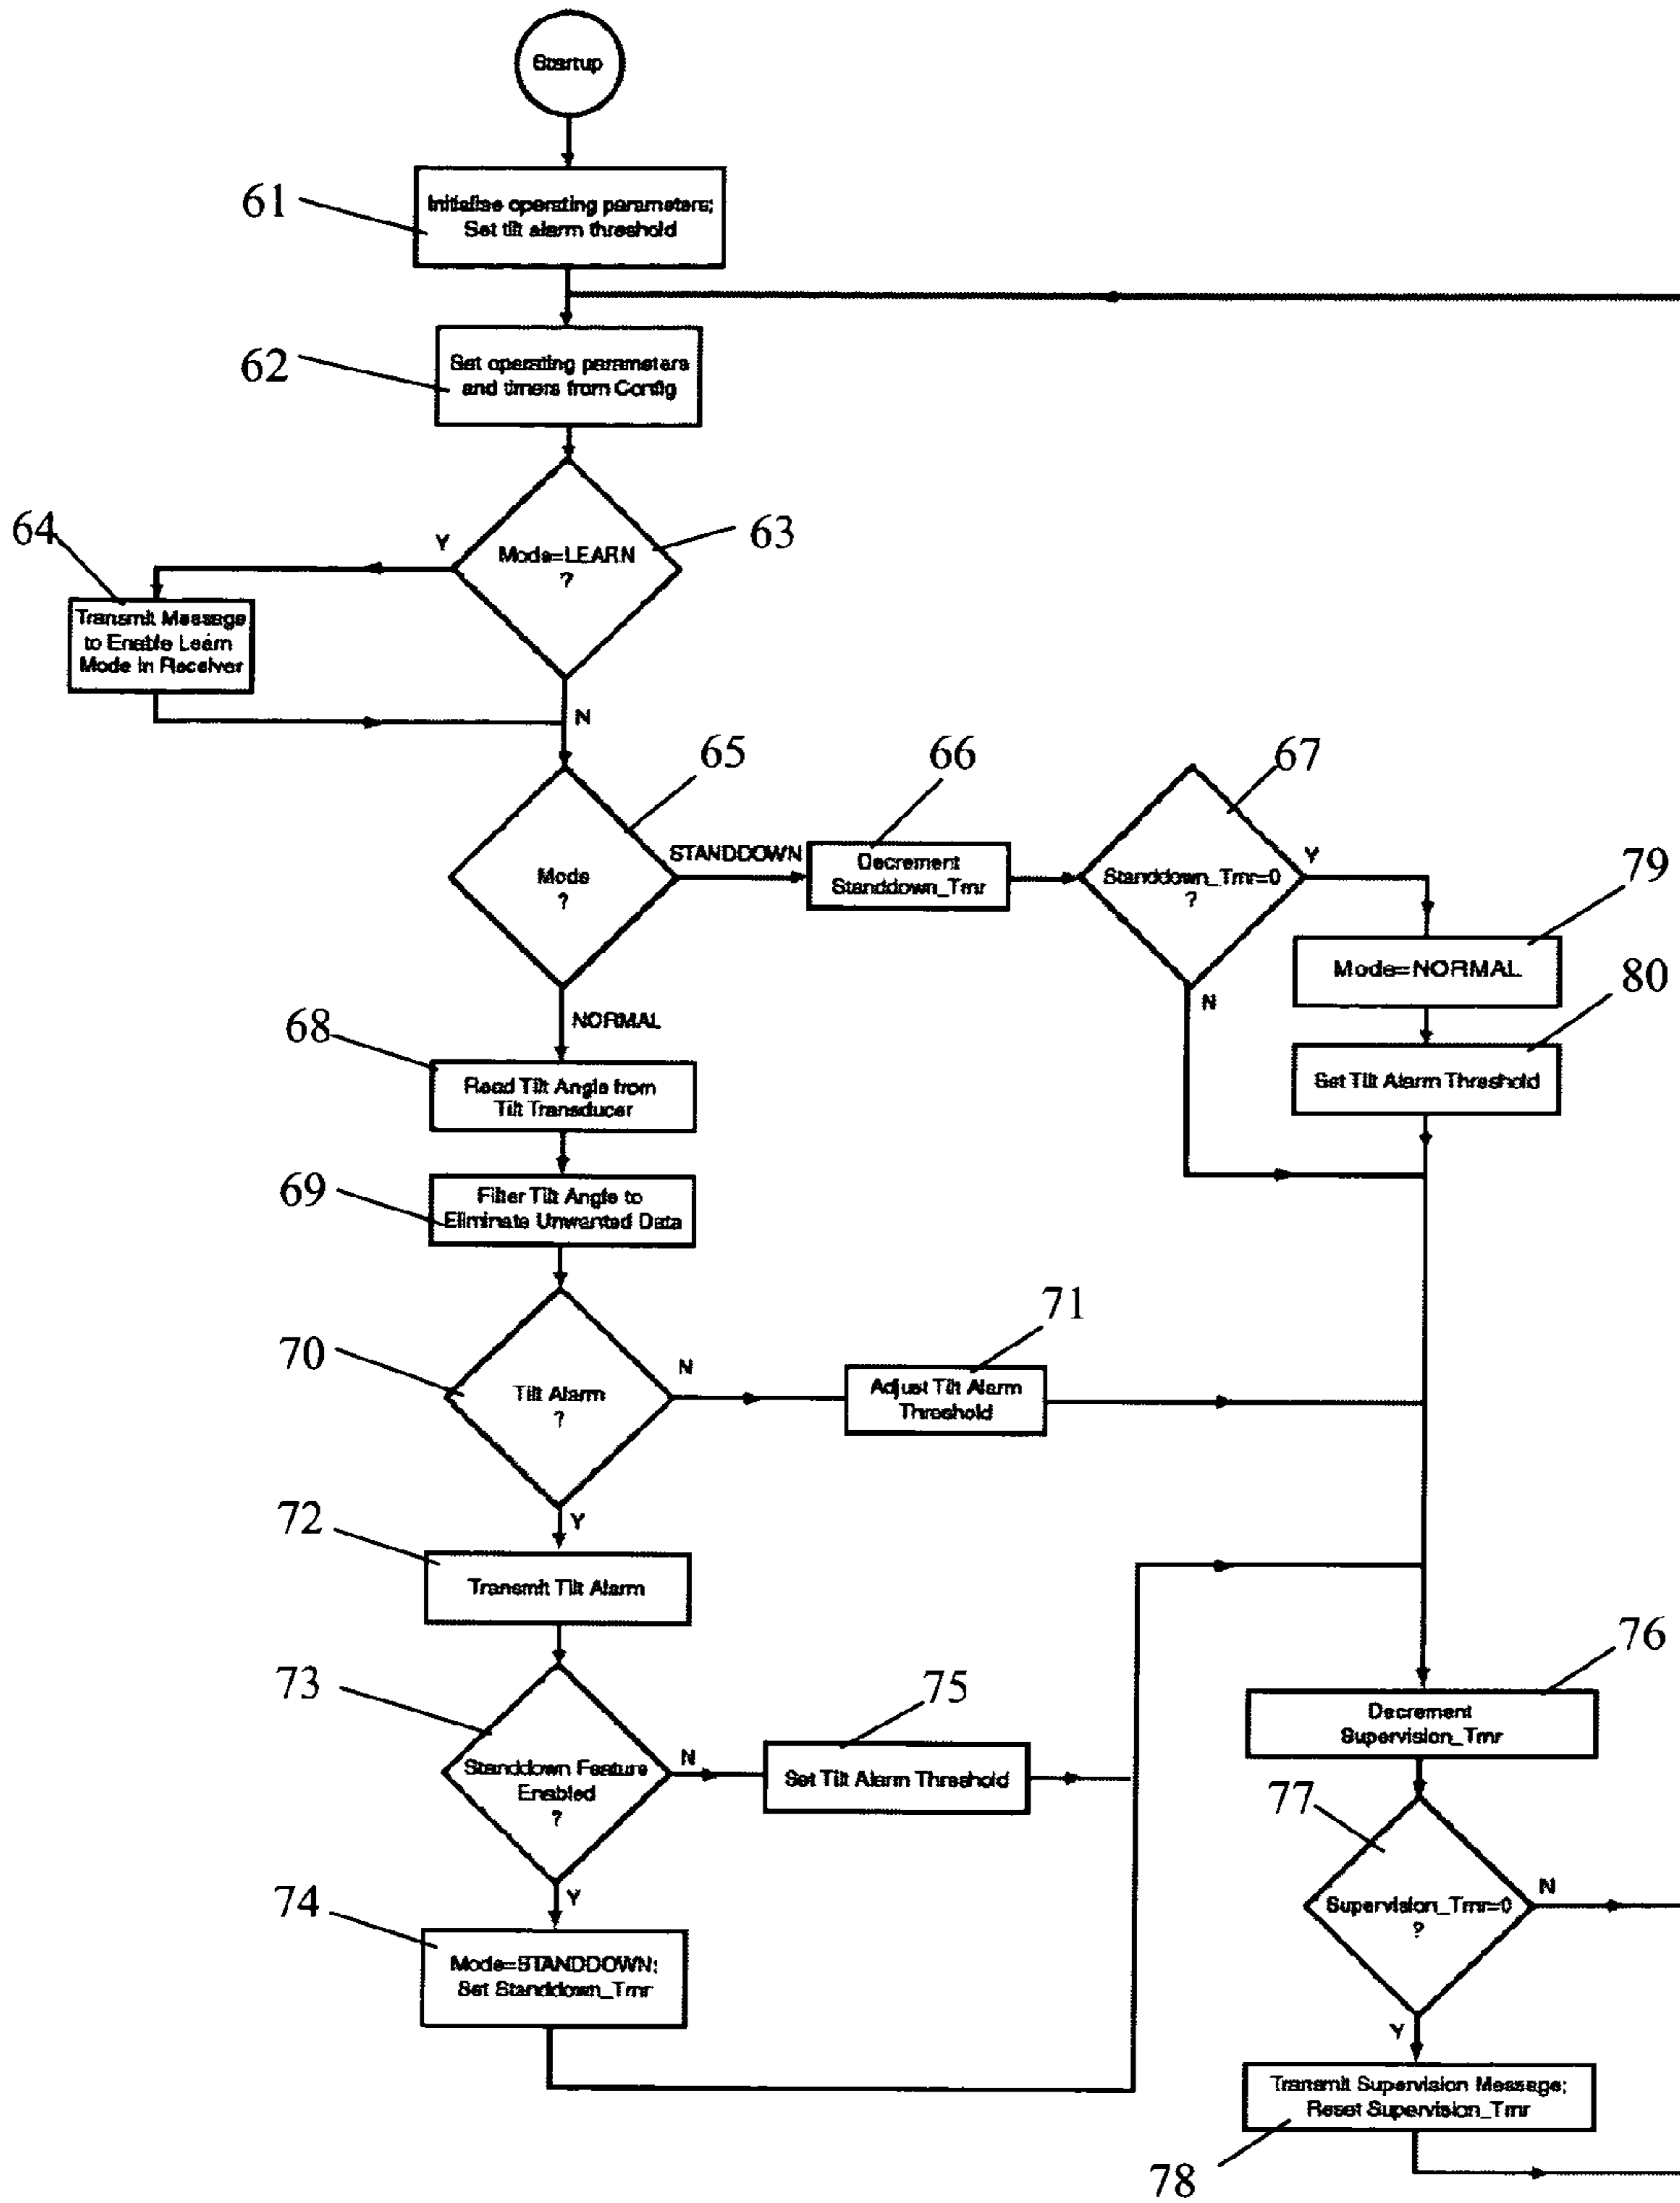 Startup
61
Initialise operating parameters;
Set tilt alarm threshold
62
Set operating parameters
and timers from Config
63
Mode=LEARN
?
Y
N
64
Transmit Message
to Enable Learn
Mode in Receiver
65
Mode
?
STANDDOWN
NORMAL
66
Decrement
Standdown_Tmr
67
Standdown_Tmr=0
?
Y
N
79
Mode=NORMAL
80
Set Tilt Alarm Threshold
68
Read Tilt Angle from
Tilt Transducer
69
Filter Tilt Angle to
Eliminate Unwanted Data
70
Tilt Alarm
?
N
Y
71
Adjust Tilt Alarm
Threshold
72
Transmit Tilt Alarm
73
Standdown Feature
Enabled
?
N
Y
75
Set Tilt Alarm Threshold
74
Mode=STANDDOWN;
Set Standdown_Tmr
76
Decrement
Supervision_Tmr
77
Supervision_Tmr=0
?
N
Y
Transmit Supervision Message;
Reset Supervision_Tmr
78